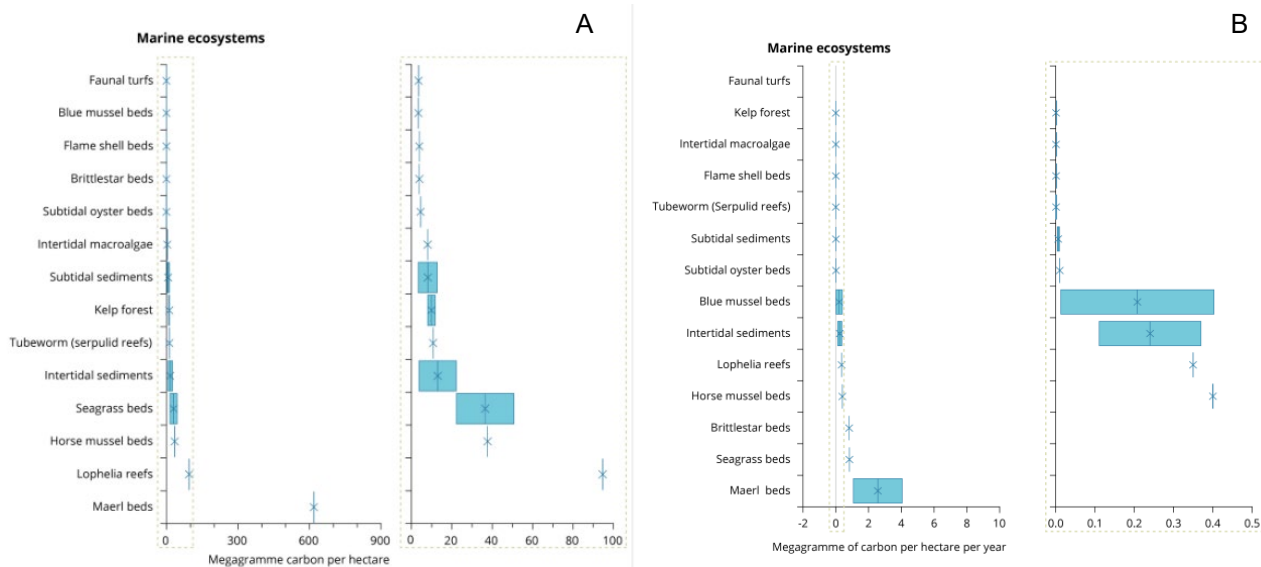 A
Marine ecosystems
Faunal turfs
Blue mussel beds
Flame shell beds
Brittlestar beds
Subtidal oyster beds
Intertidal macroalgae
Subtidal sediments
Kelp forest
Tubeworm (serpulid reefs)
Intertidal sediments
Seagrass beds
Horse mussel beds
Lophelia reefs
Maerl beds
0 300 600 900
0 20 40 60 80 100
Megagramme carbon per hectare
B
Marine ecosystems
Faunal turfs
Kelp forest
Intertidal macroalgae
Flame shell beds
Tubeworm (Serpulid reefs)
Subtidal sediments
Subtidal oyster beds
Blue mussel beds
Intertidal sediments
Lophelia reefs
Horse mussel beds
Brittlestar beds
Seagrass beds
Maerl beds
-2 0 2 4 6 8 10
0.0 0.1 0.2 0.3 0.4 0.5
Megagramme of carbon per hectare per year